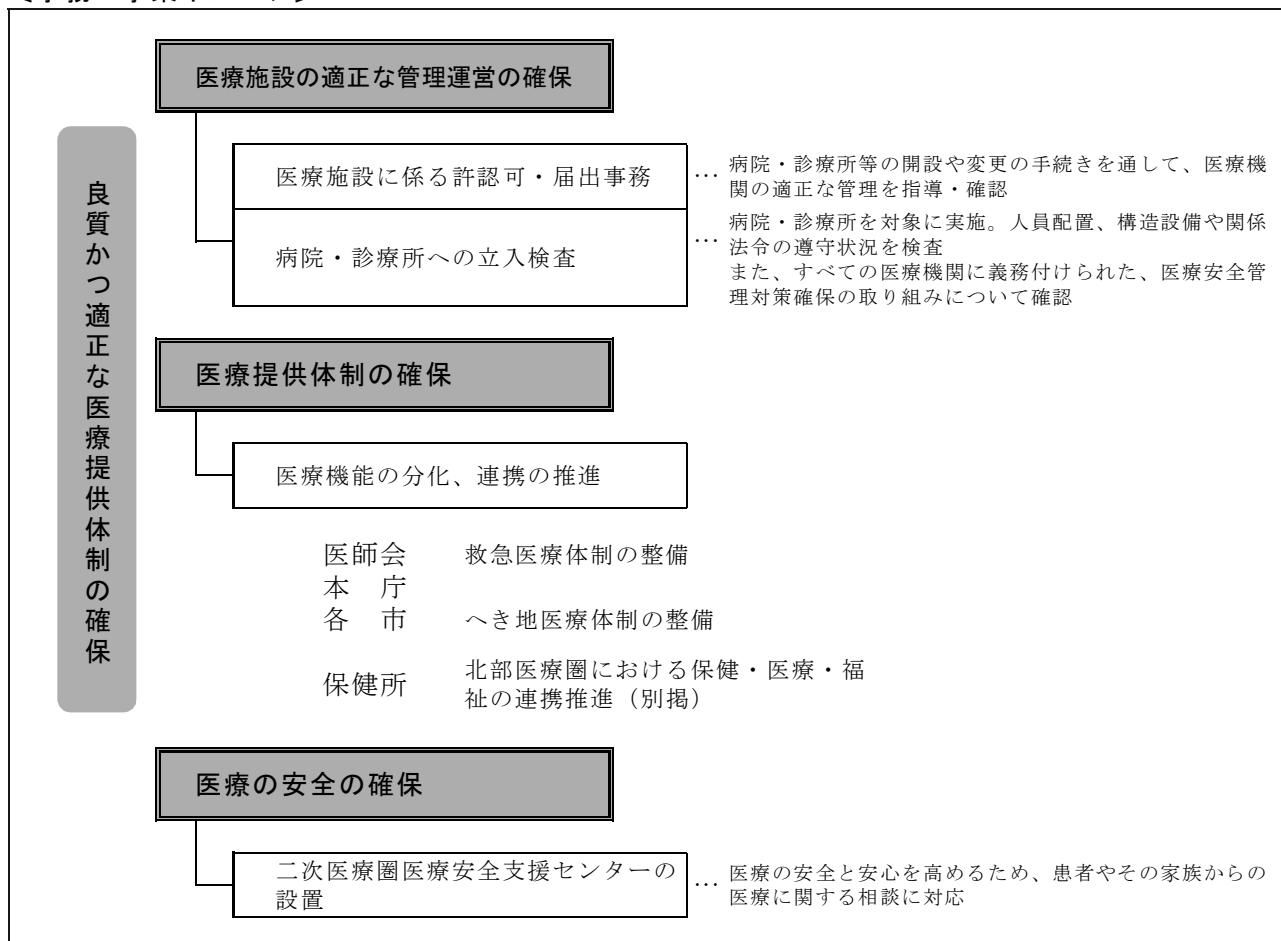 医療施設の適正な管理運営の確保
良質かつ適正な医療提供体制の確保
医療施設に係る許認可・届出事務
… 病院・診療所等の開設や変更の手続きを通して、医療機
関の適正な管理を指導・確認
病院・診療所への立入検査
… 病院・診療所を対象に実施。人員配置、構造設備や関係
法令の遵守状況を検査
また、すべての医療機関に義務付けられた、医療安全管
理対策確保の取り組みについて確認
医療提供体制の確保
医療機能の分化、連携の推進
医師会 救急医療体制の整備
本 庁
各 市 へき地医療体制の整備
保健所 北部医療圏における保健・医療・福
祉の連携推進（別掲）
医療の安全の確保
二次医療圏医療安全支援センターの
設置
… 医療の安全と安心を高めるため、患者やその家族からの
医療に関する相談に対応